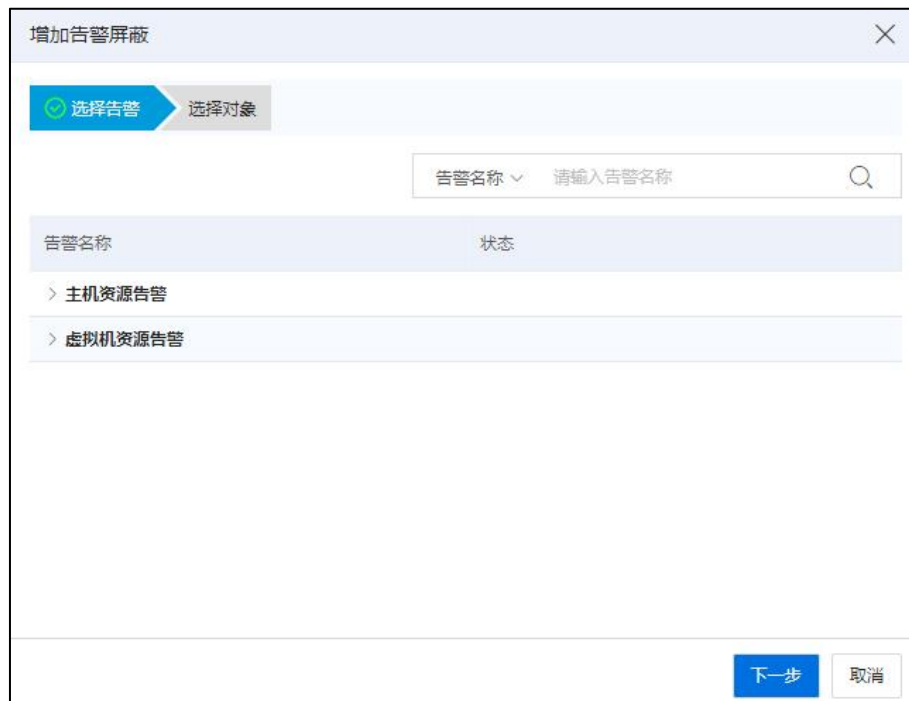 增加告警屏蔽
选择告警 选择对象
告警名称 请输入告警名称
告警名称 状态
主机资源告警
虚拟机资源告警
下一步 取消